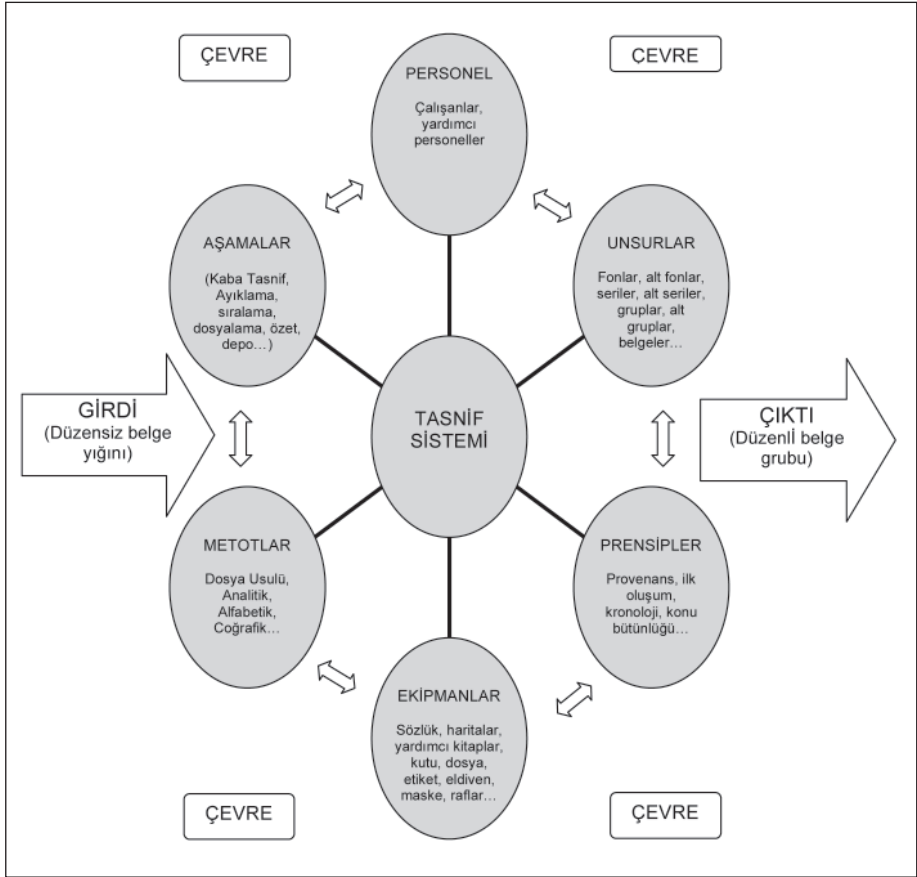 ÇEVRE
ÇEVRE
PERSONEL
Çalışanlar,
yardımcı
personeller
AŞAMALAR
(Kaba Tasnif,
Ayıklama,
sıralama,
dosyalama, özet,
depo…)
UNSURLAR
Fonlar, alt fonlar,
seriler, alt seriler,
gruplar, alt
gruplar,
belgeler…
GİRDİ
(Düzensiz belge
yığını)
TASNİF
SİSTEMİ
ÇIKTI
(Düzenlİ belge
grubu)
METOTLAR
Dosya Usulü,
Analitik,
Alfabetik,
Coğrafik…
PRENSİPLER
Provenans, ilk
oluşum,
kronoloji, konu
bütünlüğü…
EKİPMANLAR
Sözlük, haritalar,
yardımcı kitaplar,
kutu, dosya,
etiket, eldiven,
maske, raflar…
ÇEVRE
ÇEVRE